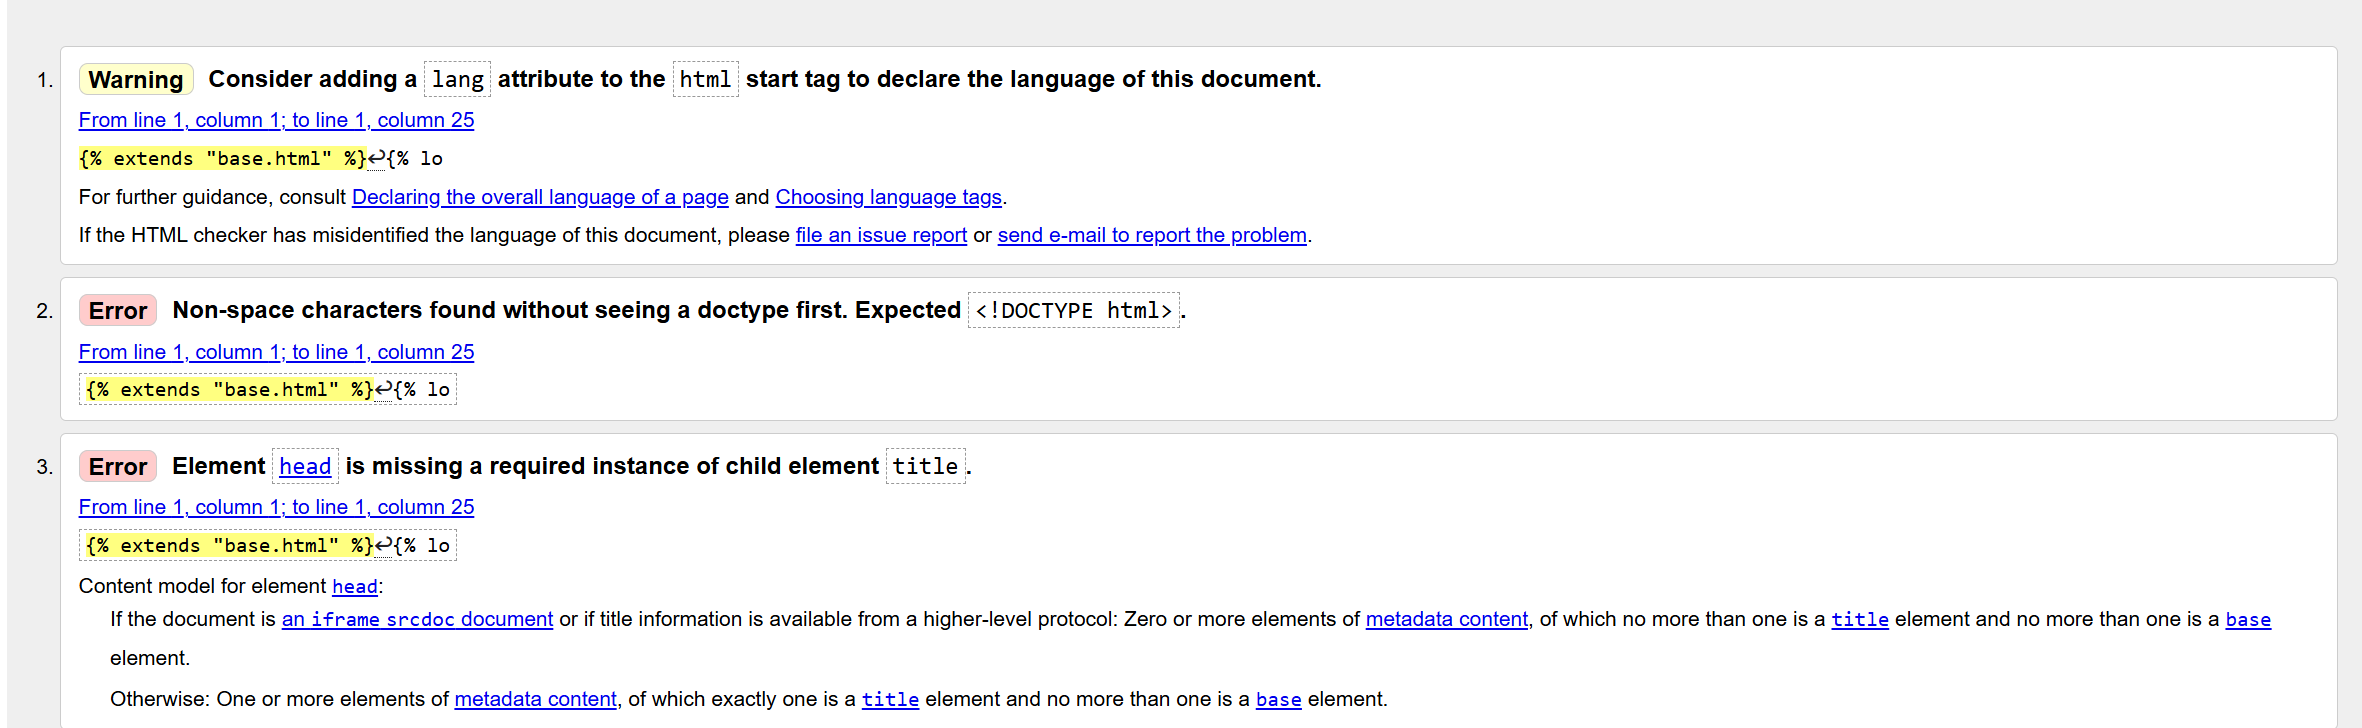 1. Warning Consider adding a lang attribute to the html start tag to declare the language of this document.
From line 1, column 1; to line 1, column 25
{% extends "base.html" %}↩{% lo
For further guidance, consult Declaring the overall language of a page and Choosing language tags.
If the HTML checker has misidentified the language of this document, please file an issue report or send e-mail to report the problem.
2. Error Non-space characters found without seeing a doctype first. Expected <!DOCTYPE html>.
From line 1, column 1; to line 1, column 25
{% extends "base.html" %}↩{% lo
3. Error Element head is missing a required instance of child element title.
From line 1, column 1; to line 1, column 25
{% extends "base.html" %}↩{% lo
Content model for element head:
If the document is an iframe srcdoc document or if title information is available from a higher-level protocol: Zero or more elements of metadata content, of which no more than one is a title element and no more than one is a base
element.
Otherwise: One or more elements of metadata content, of which exactly one is a title element and no more than one is a base element.